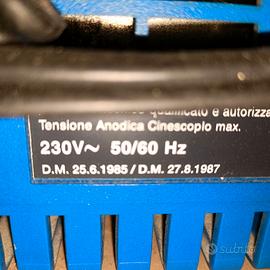 qualificato e autorizza
Tensione Anodica Cinescopio max.
230V~ 50/60 Hz
D.M. 25.6.1985 / D.M. 27.8.1987
subito